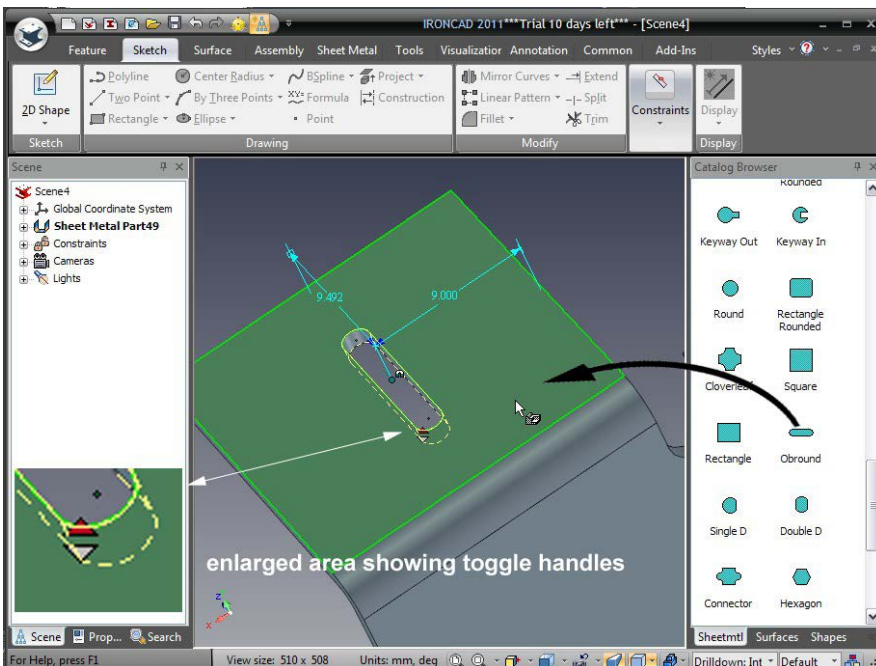 IRONCAD 2011***Trial 10 days left*** - [Scene4]
Feature Sketch Surface Assembly Sheet Metal Tools Visualization Annotation Common Add-Ins Styles
2D Shape
Polyline Center Radius BSpline Project
Two Point By Three Points Formula Construction
Rectangle Ellipse Point
Mirror Curves Extend
Linear Pattern Split
Fillet Trim
Constraints
Display
Sketch Drawing Modify Display
Scene
Scene4
Global Coordinate System
Sheet Metal Part49
Constraints
Cameras
Lights
9.492
9.000
enlarged area showing toggle handles
z
x
Catalog Browser
Rounded
Keyway Out Keyway In
Round Rectangle
Rounded
Cloverleaf Square
Rectangle Obround
Single D Double D
Connector Hexagon
Scene Prop... Search
Sheetmtl Surfaces Shapes
For Help, press F1 View size: 510 x 508 Units: mm, deg Drilldown: Int Default